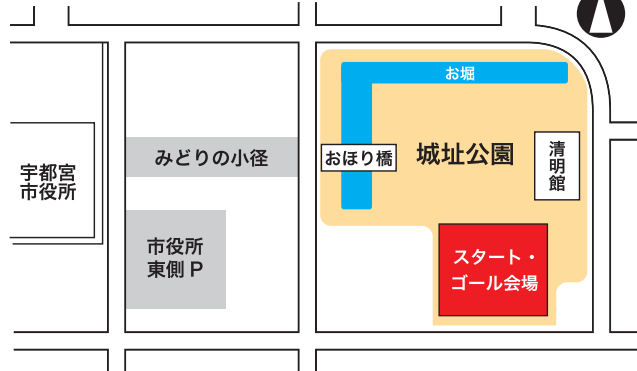 お堀
みどりの小径
おほり橋
城址公園
清明館
宇都宮
市役所
市役所
東側 P
スタート・
ゴール会場